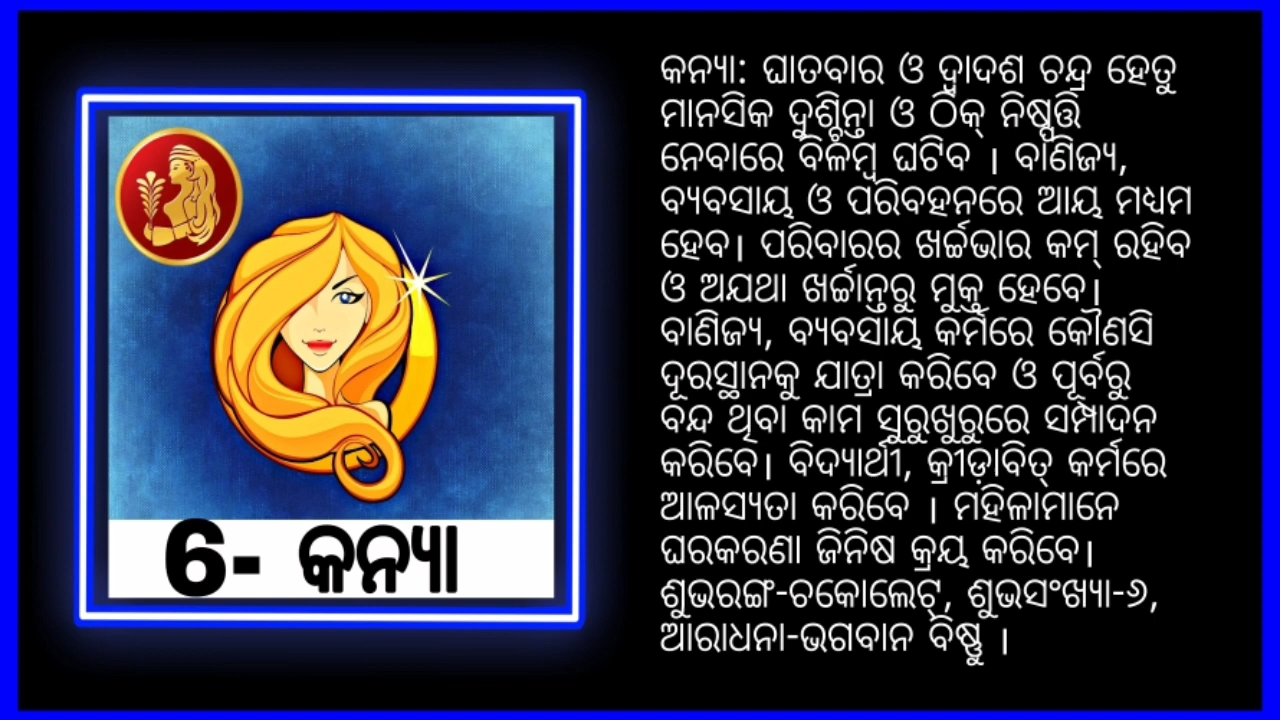 6- କନ୍ୟା
କନ୍ୟା: ଘାତବାର ଓ ଦ୍ୱାଦଶ ଚନ୍ଦ୍ର ହେତୁ
ମାନସିକ ଦୁଶ୍ଚିନ୍ତା ଓ ଠିକ୍ ନିଷ୍ପତ୍ତି
ନେବାରେ ବିଳମ୍ବ ଘଟିବ । ବାଣିଜ୍ୟ,
ବ୍ୟବସାୟ ଓ ପରିବହନରେ ଆୟ ମଧ୍ୟମ
ହେବ। ପରିବାରର ଖର୍ଚ୍ଚଭାର କମ୍ ରହିବ
ଓ ଅଯଥା ଖର୍ଚ୍ଚାନ୍ତରୁ ମୁକ୍ତ ହେବେ।
ବାଣିଜ୍ୟ, ବ୍ୟବସାୟ କର୍ମରେ କୌଣସି
ଦୂରସ୍ଥାନକୁ ଯାତ୍ରା କରିବେ ଓ ପୂର୍ବରୁ
ବନ୍ଦ ଥିବା କାମ ସୁରୁଖୁରୁରେ ସମ୍ପାଦନ
କରିବେ। ବିଦ୍ୟାର୍ଥୀ, କ୍ରୀଡ଼ାବିତ୍ କର୍ମରେ
ଆଳସ୍ୟତା କରିବେ । ମହିଳାମାନେ
ଘରକରଣା ଜିନିଷ କ୍ରୟ କରିବେ।
ଶୁଭରଙ୍ଗ-ଚକୋଲେଟ୍, ଶୁଭସଂଖ୍ୟା-୬,
ଆରାଧନା-ଭଗବାନ ବିଷ୍ଣୁ ।